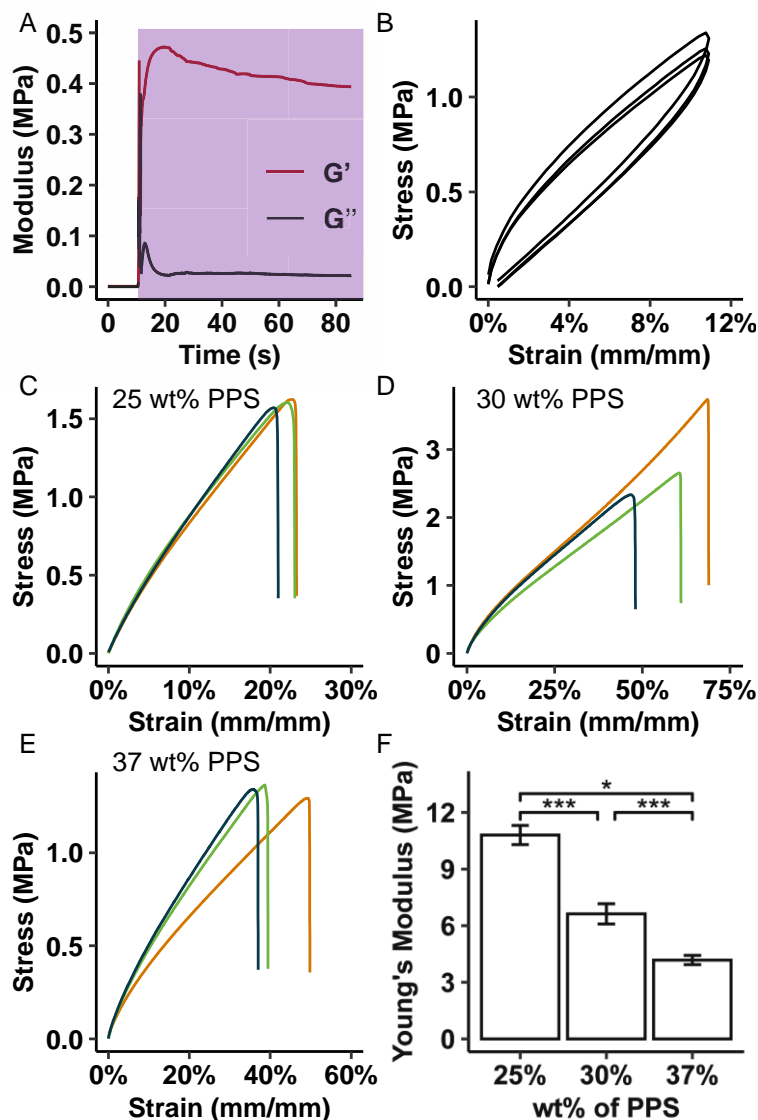 A
0.5
0.4
0.3
0.2
0.1
0.0
Modulus (MPa)
G’
G’’
0
20
40
60
80
Time (s)
B
1.0
0.5
0.0
Stress (MPa)
0%
4%
8%
12%
Strain (mm/mm)
C
25 wt% PPS
1.5
1.0
0.5
0.0
Stress (MPa)
0%
10%
20%
30%
Strain (mm/mm)
D
30 wt% PPS
3
2
1
0
Stress (MPa)
0%
25%
50%
75%
Strain (mm/mm)
E
37 wt% PPS
1.0
0.5
0.0
Stress (MPa)
0%
20%
40%
60%
Strain (mm/mm)
F
*
*** ***
12
9
6
3
0
Young's Modulus (MPa)
25%
30%
37%
wt% of PPS